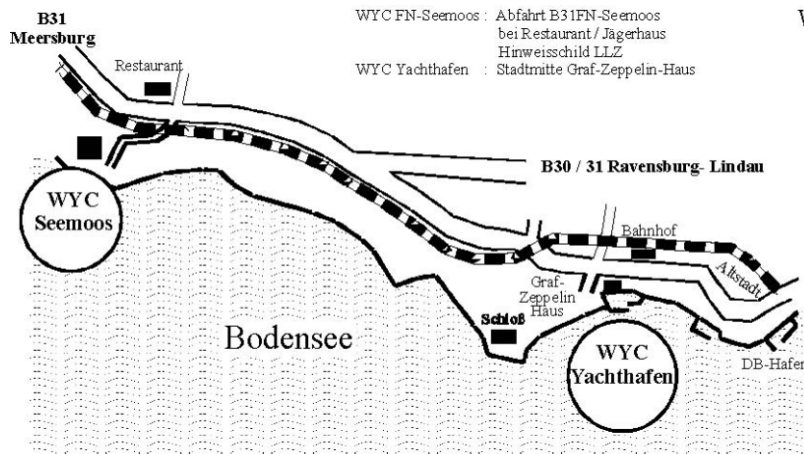 WYC FN-Seemoos : Abfahrt B31FN-Seemoos
bei Restaurant / Jägerhaus
Hinweisschild LLZ
WYC Yachthafen : Stadtmitte Graf-Zeppelin-Haus
B31
Meersburg
Restaurant
B30 / 31 Ravensburg- Lindau
WYC
Seemoos
Bahnhof
Altstadt
Graf-
Zeppelin
Haus
Schloß
Bodensee
WYC
Yachthafen
DB-Hafen